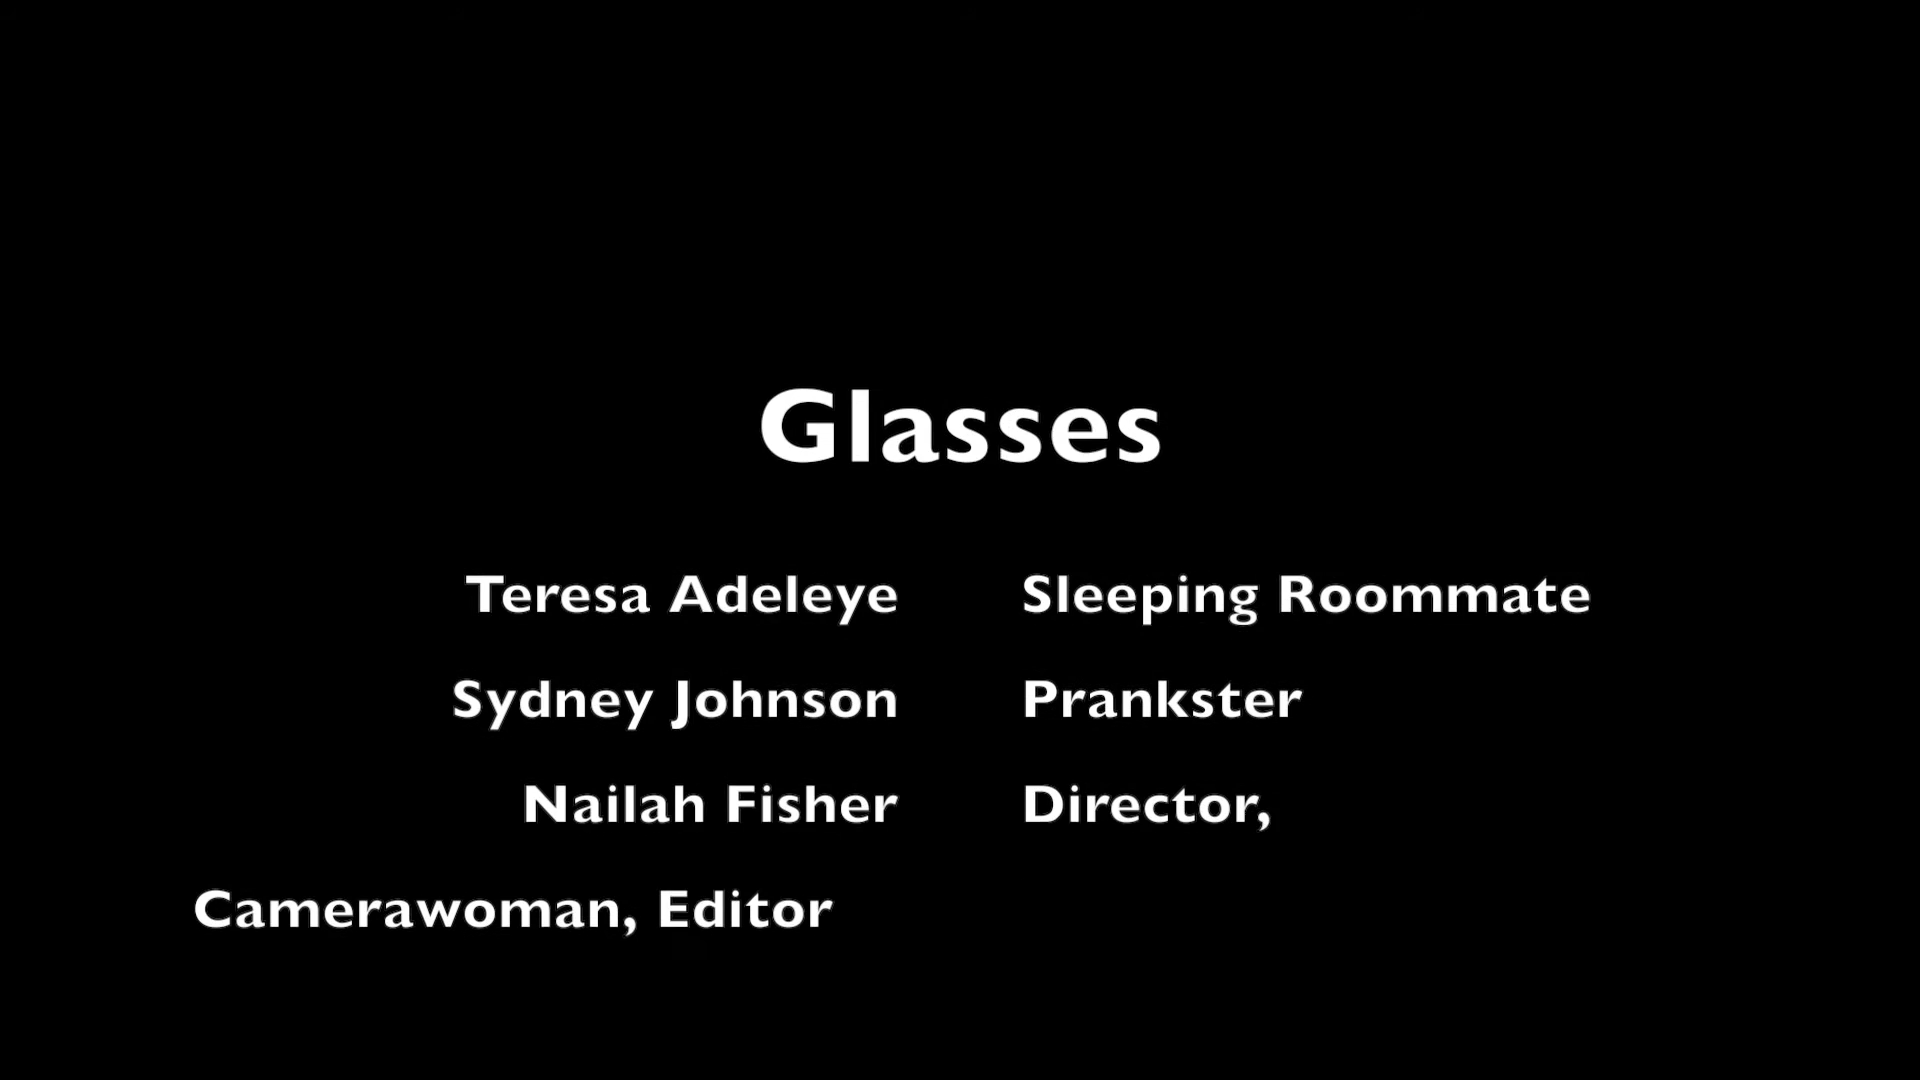 Glasses
Teresa Adeleye Sleeping Roommate
Sydney Johnson Prankster
Nailah Fisher Director,
Camerawoman, Editor